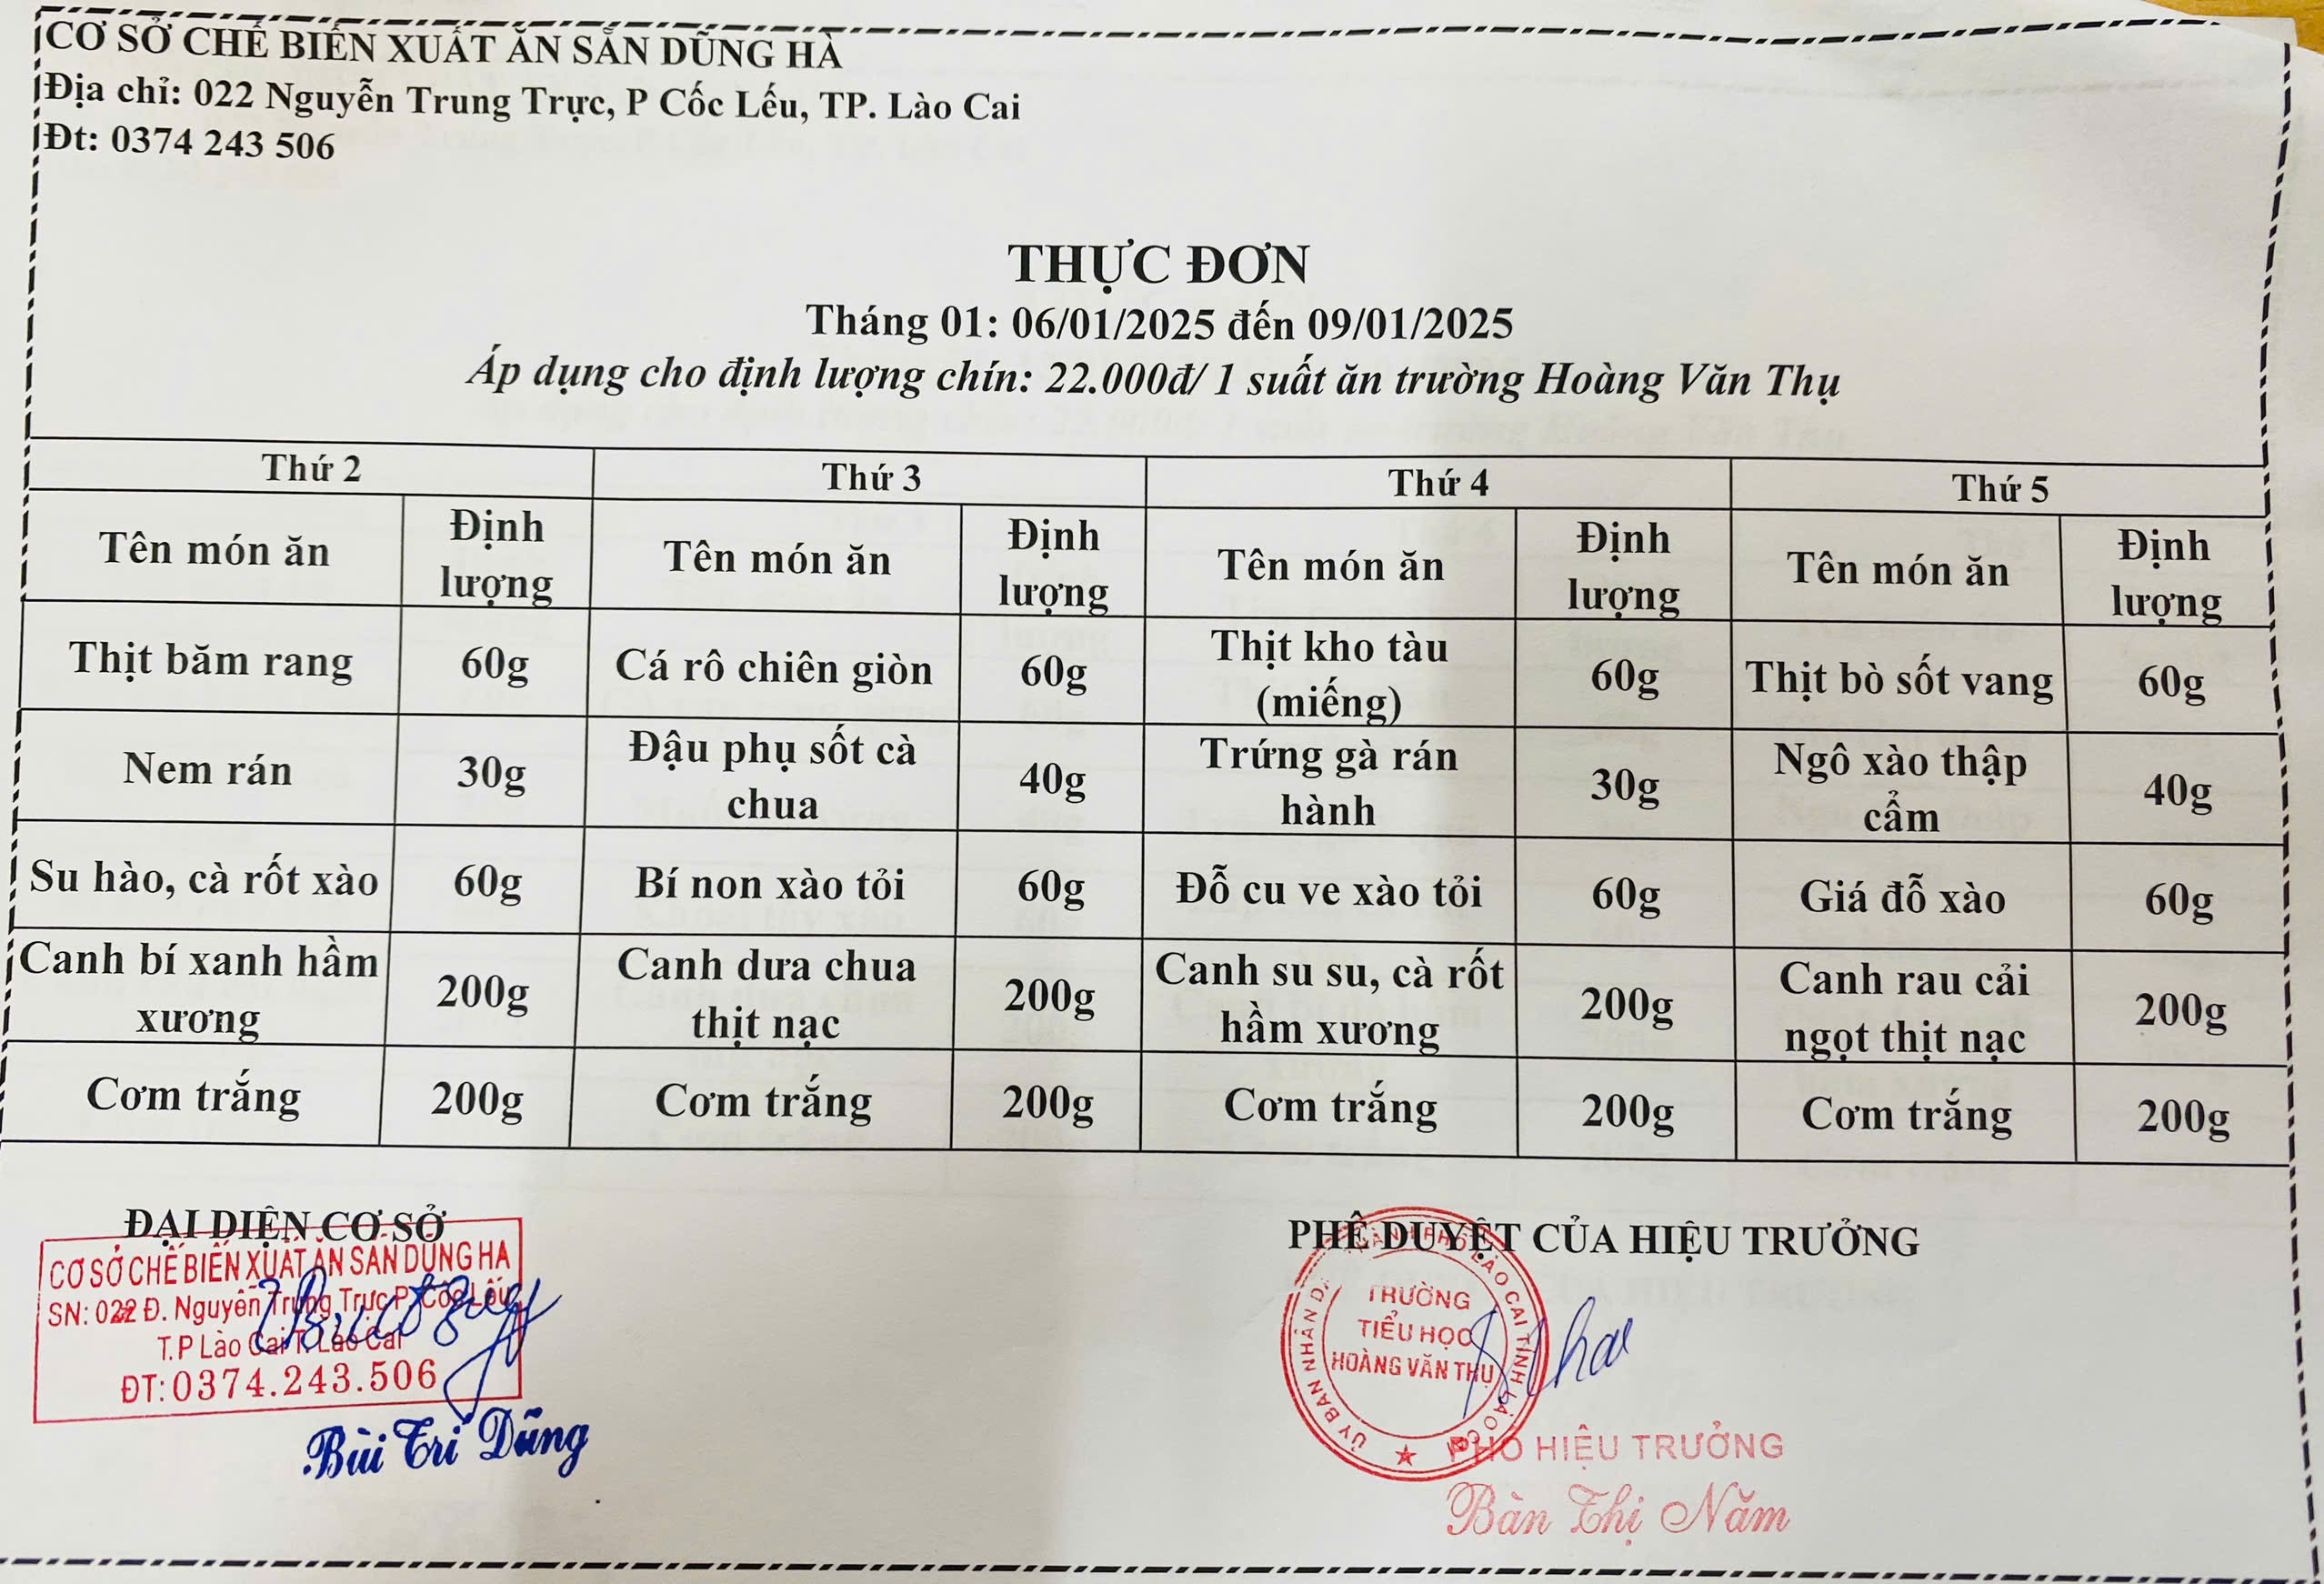 CƠ SỞ CHẾ BIẾN XUẤT ĂN SẴN DŨNG HÀ
Địa chỉ: 022 Nguyễn Trung Trực, P Cốc Lếu, TP. Lào Cai
Đt: 0374 243 506
THỰC ĐƠN
Tháng 01: 06/01/2025 đến 09/01/2025
Áp dụng cho định lượng chín: 22.000đ/ 1 suất ăn trường Hoàng Văn Thụ
Thứ 2 Thứ 3 Thứ 4 Thứ 5
Tên món ăn Định lượng Tên món ăn Định lượng Tên món ăn Định lượng Tên món ăn Định lượng
Thịt băm rang 60g Cá rô chiên giòn 60g Thịt kho tàu (miếng) 60g Thịt bò sốt vang 60g
Nem rán 30g Đậu phụ sốt cà chua 40g Trứng gà rán hành 30g Ngô xào thập cẩm 40g
Su hào, cà rốt xào 60g Bí non xào tỏi 60g Đỗ cu ve xào tỏi 60g Giá đỗ xào 60g
Canh bí xanh hầm xương 200g Canh dưa chua thịt nạc 200g Canh su su, cà rốt hầm xương 200g Canh rau cải ngọt thịt nạc 200g
Cơm trắng 200g Cơm trắng 200g Cơm trắng 200g Cơm trắng 200g
ĐẠI DIỆN CƠ SỞ
CƠ SỞ CHẾ BIẾN XUẤT ĂN SẴN DŨNG HÀ
SN: 022 Đ. Nguyễn Trung Trực P. Cốc Lếu
T.P Lào Cai T. Lào Cai
ĐT: 0374.243.506
Bùi Trí Dũng
PHÊ DUYỆT CỦA HIỆU TRƯỞNG
TRƯỜNG
TIỂU HỌC
HOÀNG VĂN THỤ
PHÓ HIỆU TRƯỞNG
Bàn Thị Năm